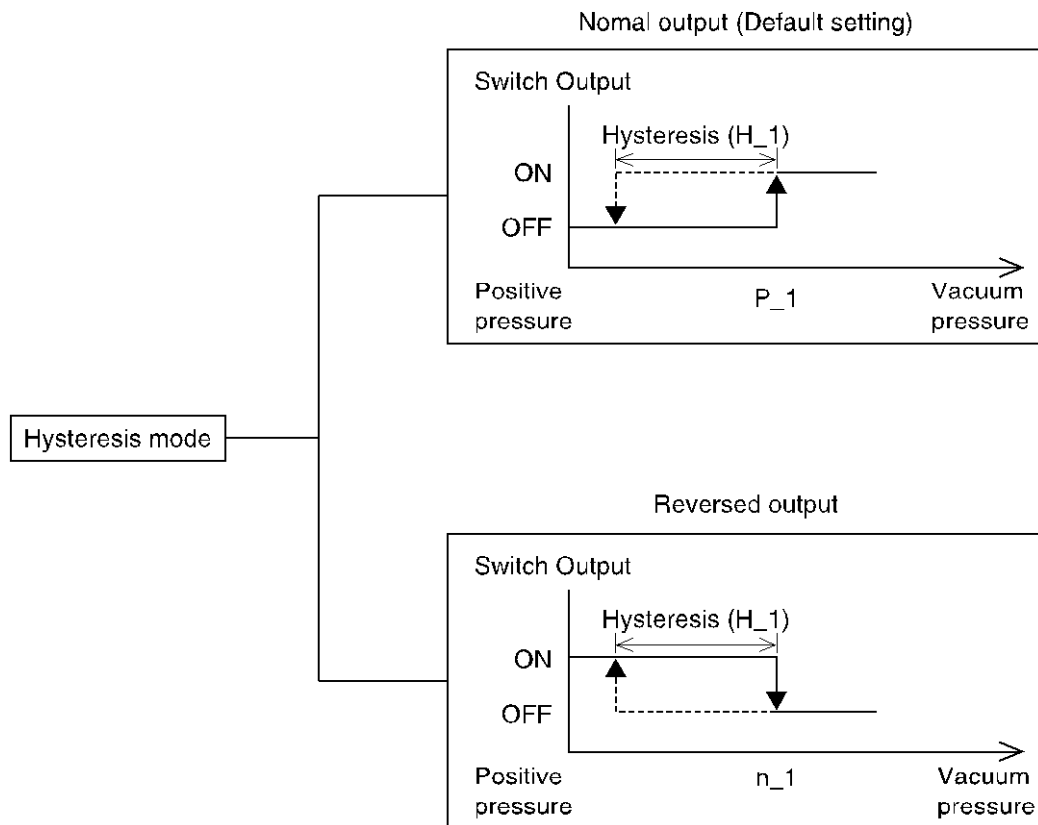 Nomal output (Default setting)
Switch Output
Hysteresis (H_1)
ON
OFF
Positive
pressure
P_1
Vacuum
pressure
Hysteresis mode
Reversed output
Switch Output
Hysteresis (H_1)
ON
OFF
Positive
pressure
n_1
Vacuum
pressure